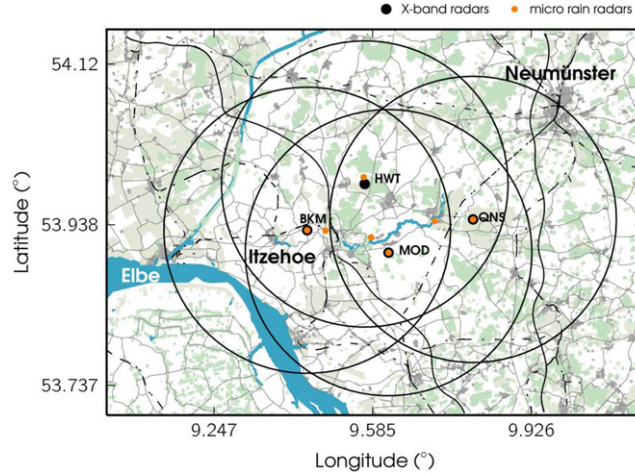 X-band radars
micro rain radars
54.12
Neumünster
HWT
Latitude (°)
53.938
BKM
QNS
Itzehoe
MOD
Elbe
53.737
9.247
9.585
9.926
Longitude (°)